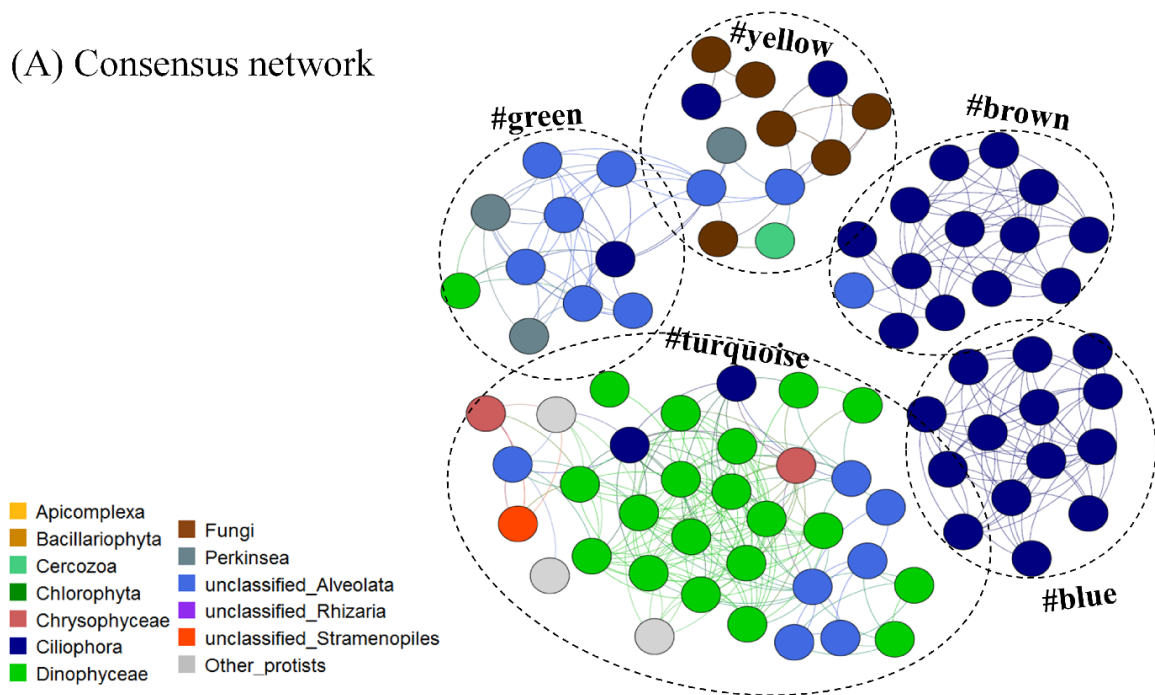 (A) Consensus network
#yellow
#green
#brown
#turquoise
#blue
Apicomplexa
Bacillariophyta
Cercozoa
Chlorophyta
Chrysophyceae
Ciliophora
Dinophyceae
Fungi
Perkinsea
unclassified_Alveolata
unclassified_Rhizaria
unclassified_Stramenopiles
Other_protists